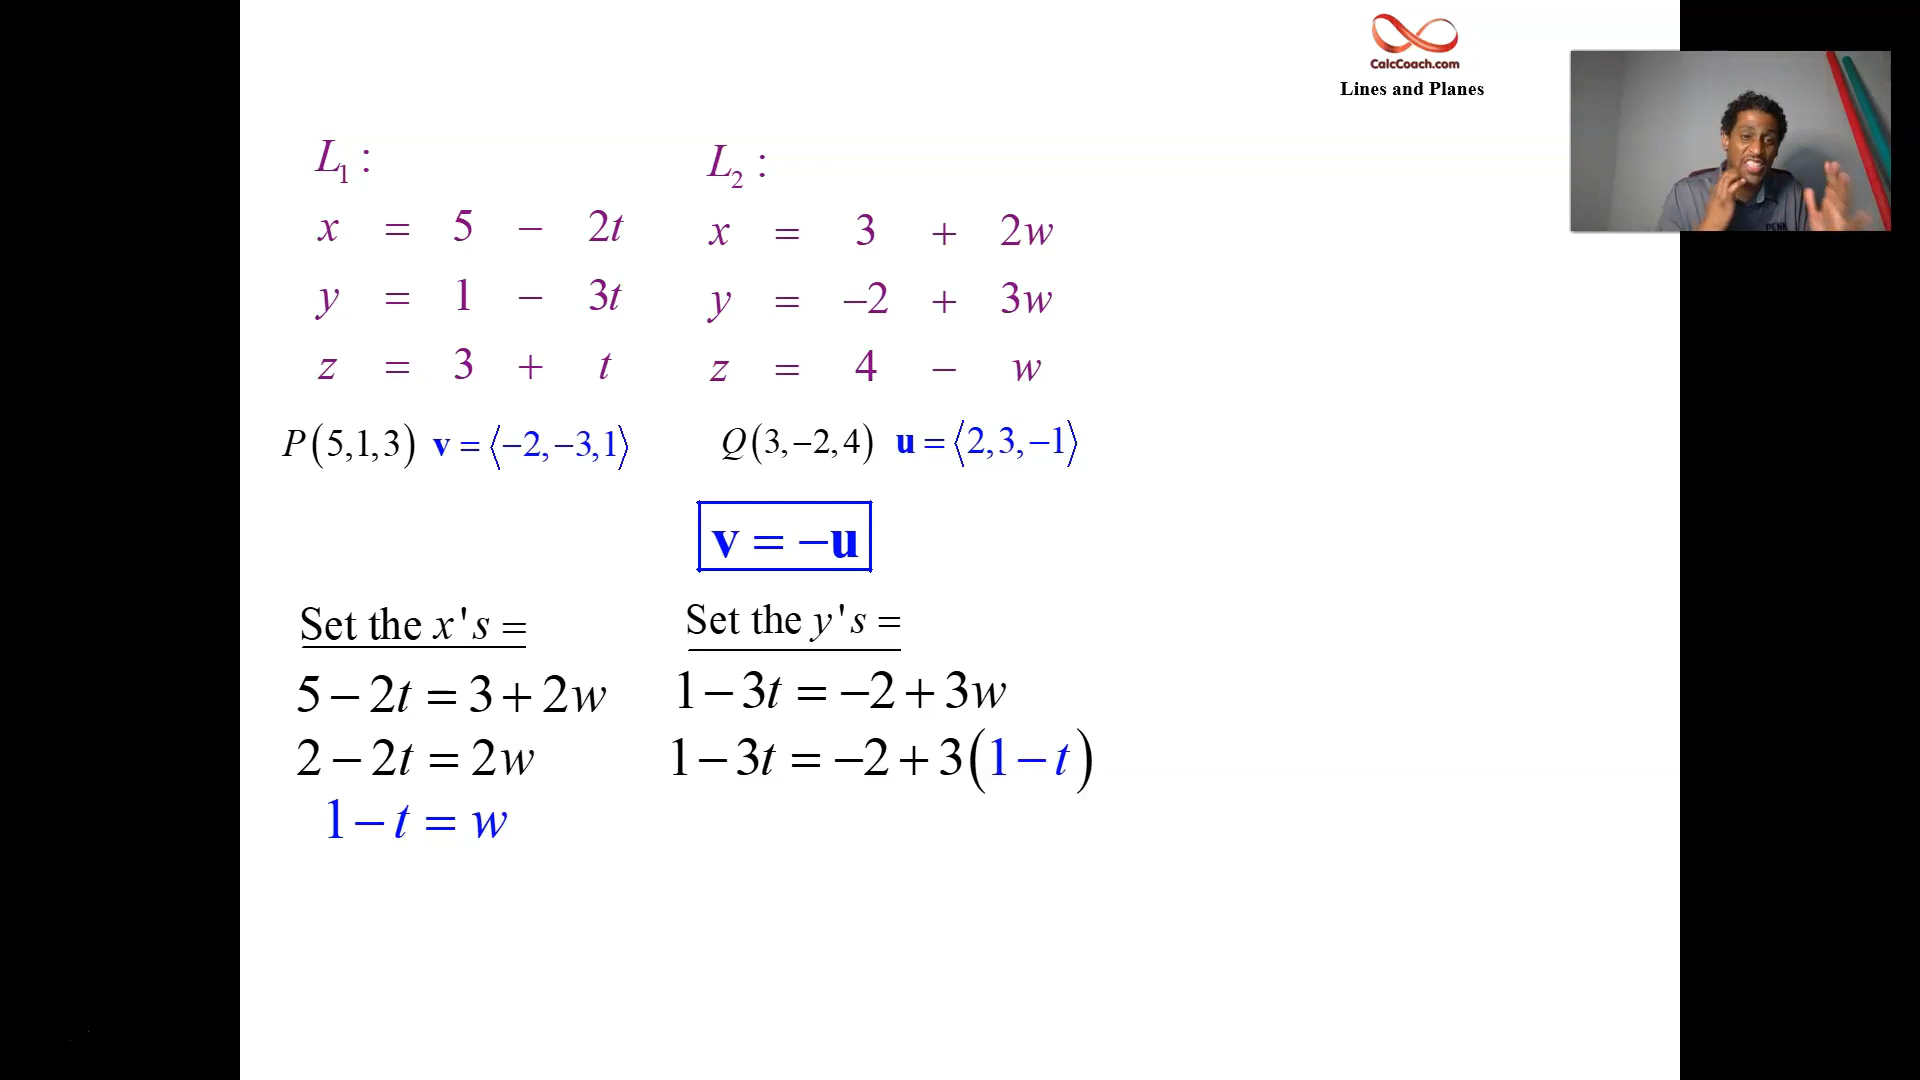 CalcCoach.com
Lines and Planes
L₁ :
x = 5 − 2t
y = 1 − 3t
z = 3 + t
P(5,1,3) v = ⟨−2,−3,1⟩
L₂ :
x = 3 + 2w
y = −2 + 3w
z = 4 − w
Q(3,−2,4) u = ⟨2,3,−1⟩
v = −u
Set the x's =
5 − 2t = 3 + 2w
2 − 2t = 2w
1 − t = w
Set the y's =
1 − 3t = −2 + 3w
1 − 3t = −2 + 3(1 − t)